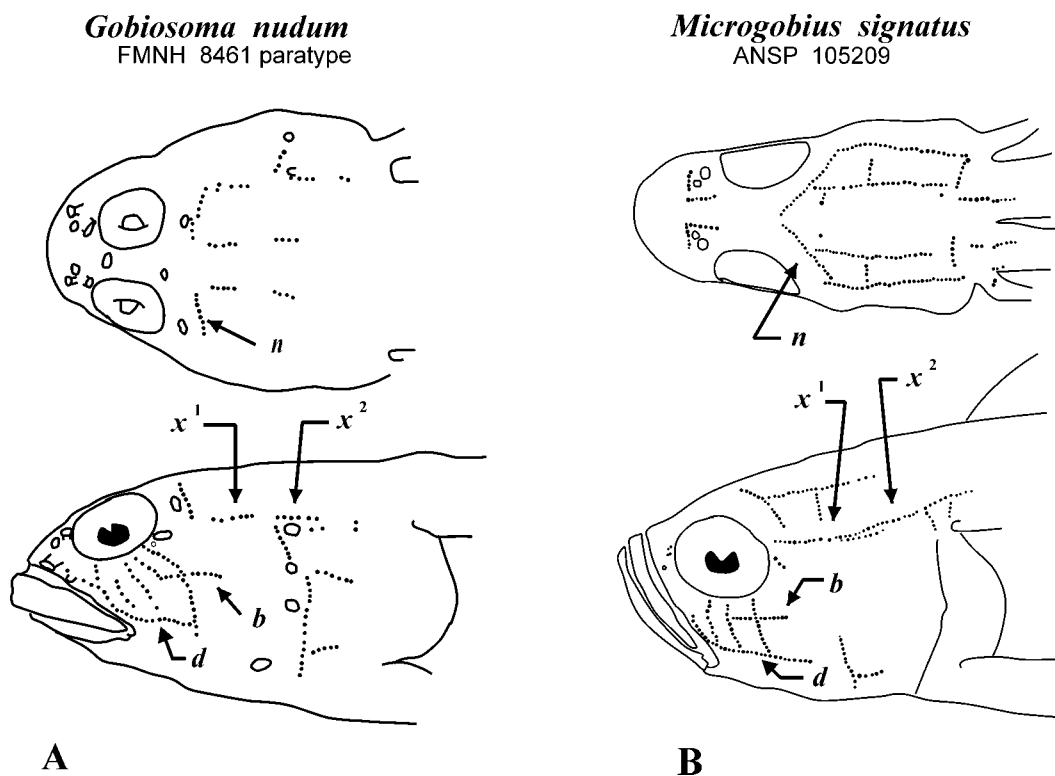 Gobiosoma nudum
FMNH 8461 paratype
n
x¹ x²
b
d
A
Microgobius signatus
ANSP 105209
n
x¹ x²
b
d
B